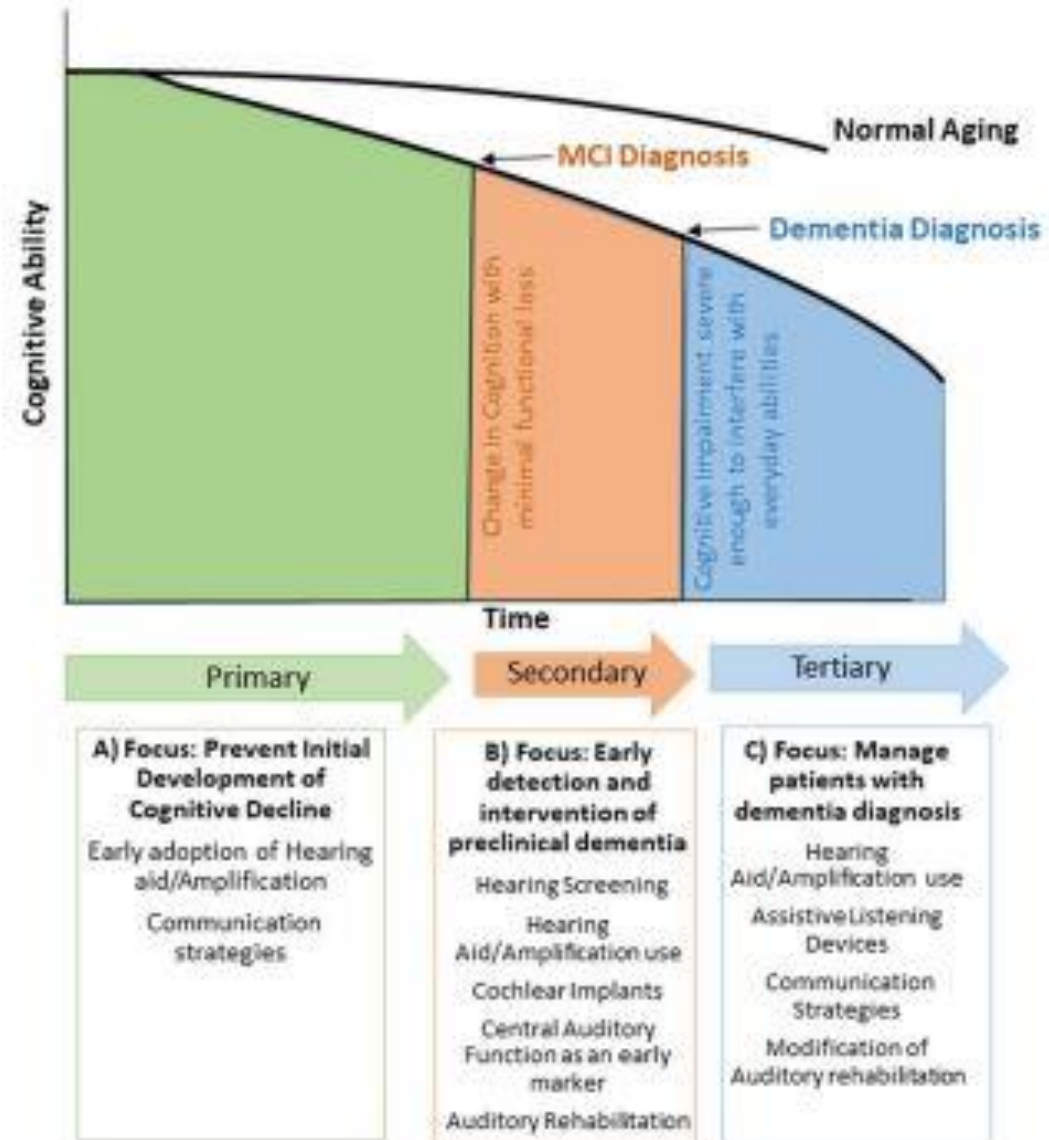 Normal Aging
MCI Diagnosis
Dementia Diagnosis
Cognitive Ability
Change in Cognition with
minimal functional loss
Cognitive Impairment severe
enough to interfere with
everyday abilities
Time
Primary
Secondary
Tertiary
A) Focus: Prevent Initial
Development of
Cognitive Decline
Early adoption of Hearing
aid/Amplification
Communication
strategies
B) Focus: Early
detection and
intervention of
preclinical dementia
Hearing Screening
Hearing
Aid/Amplification use
Cochlear Implants
Central Auditory
Function as an early
marker
Auditory Rehabilitation
C) Focus: Manage
patients with
dementia diagnosis
Hearing
Aid/Amplification use
Assistive Listening
Devices
Communication
Strategies
Modification of
Auditory rehabilitation